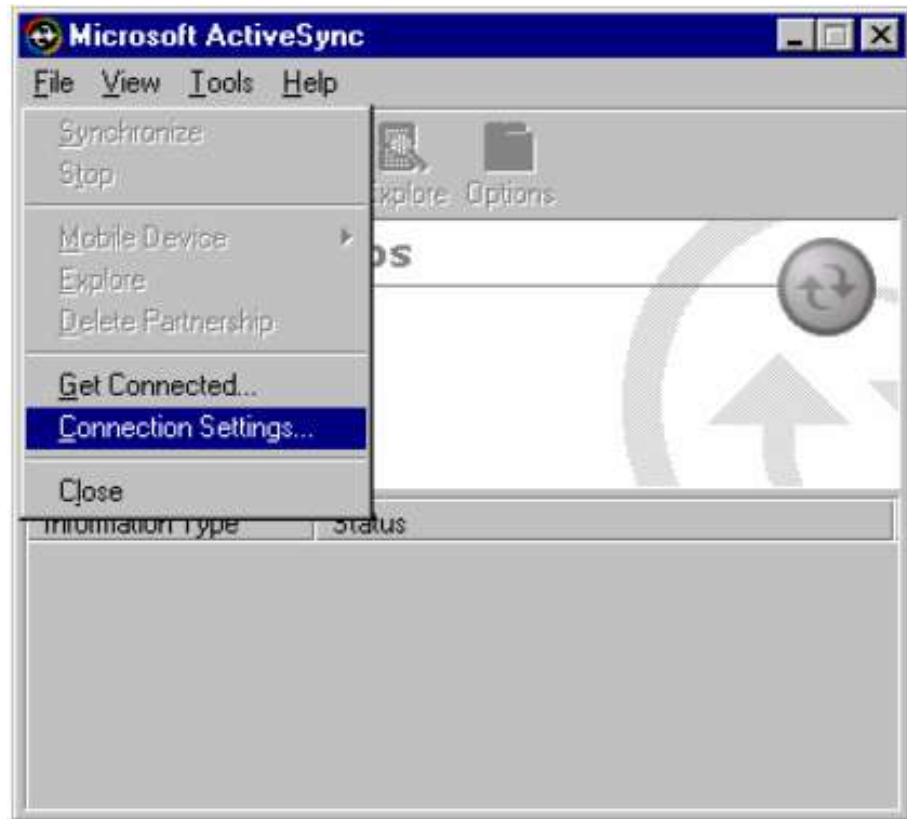 Microsoft ActiveSync
File View Tools Help
Synchronize
Stop
Explore Options
Mobile Device
Explore
Delete Partnership
Get Connected...
Connection Settings...
Close
Information Type Status